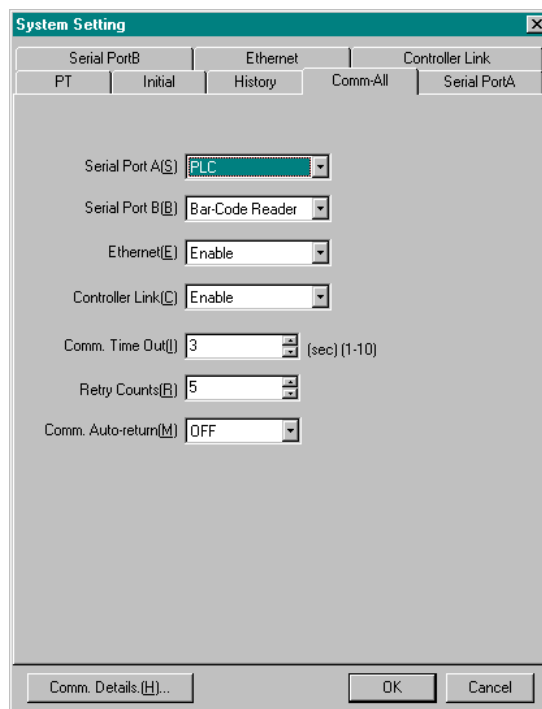 System Setting
Serial PortB Ethernet Controller Link
PT Initial History Comm-All Serial PortA
Serial Port A(S) PLC
Serial Port B(B) Bar-Code Reader
Ethernet(E) Enable
Controller Link(C) Enable
Comm. Time Out(I) 3 (sec) (1-10)
Retry Counts(R) 5
Comm. Auto-return(M) OFF
Comm. Details.(H)... OK Cancel